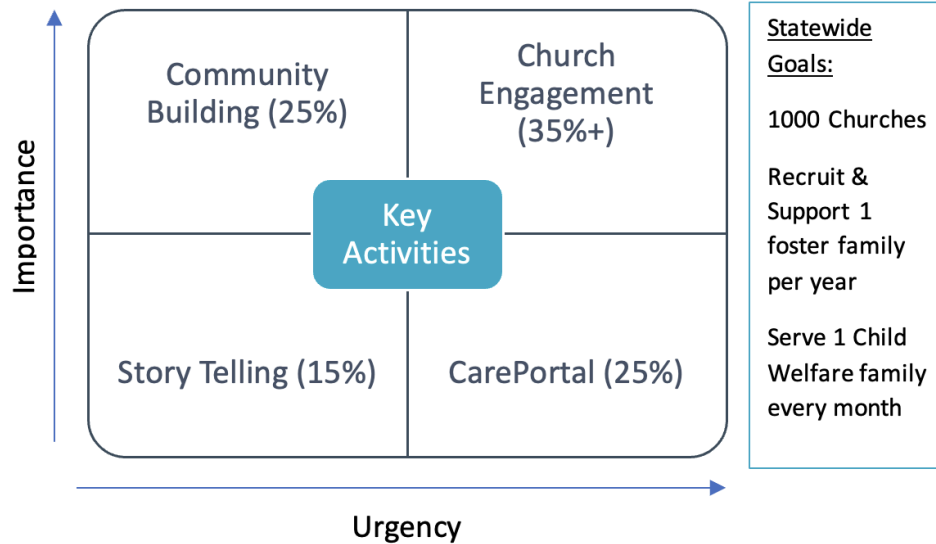 Importance
Community
Building (25%)
Church
Engagement
(35%+)
Key
Activities
Story Telling (15%)
CarePortal (25%)
Urgency
Statewide
Goals:
1000 Churches
Recruit &
Support 1
foster family
per year
Serve 1 Child
Welfare family
every month